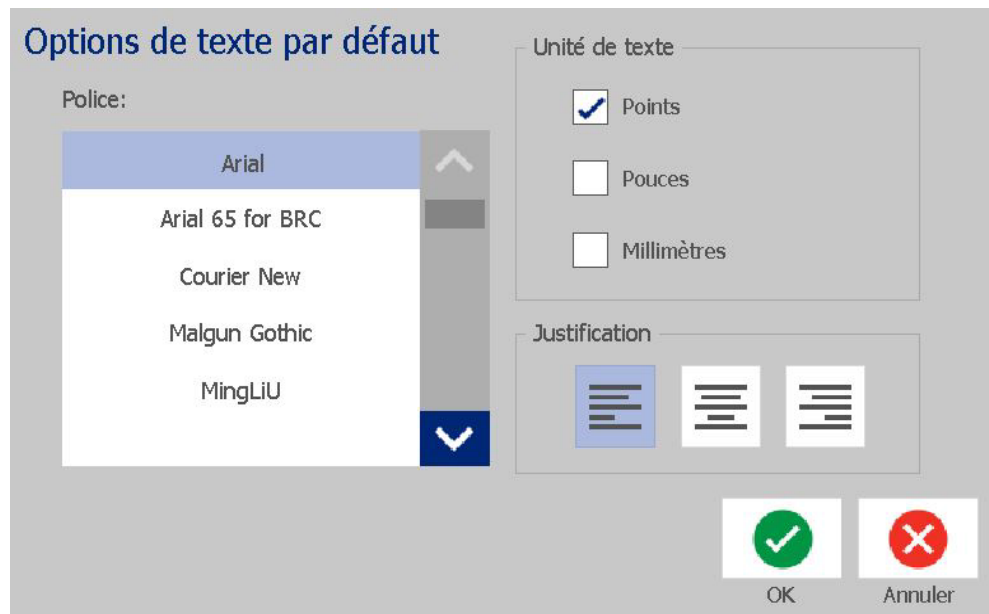 Options de texte par défaut
Police:
Arial
Arial 65 for BRC
Courier New
Malgun Gothic
MingLiU
Unité de texte
Points
Pouces
Millimètres
Justification
OK
Annuler